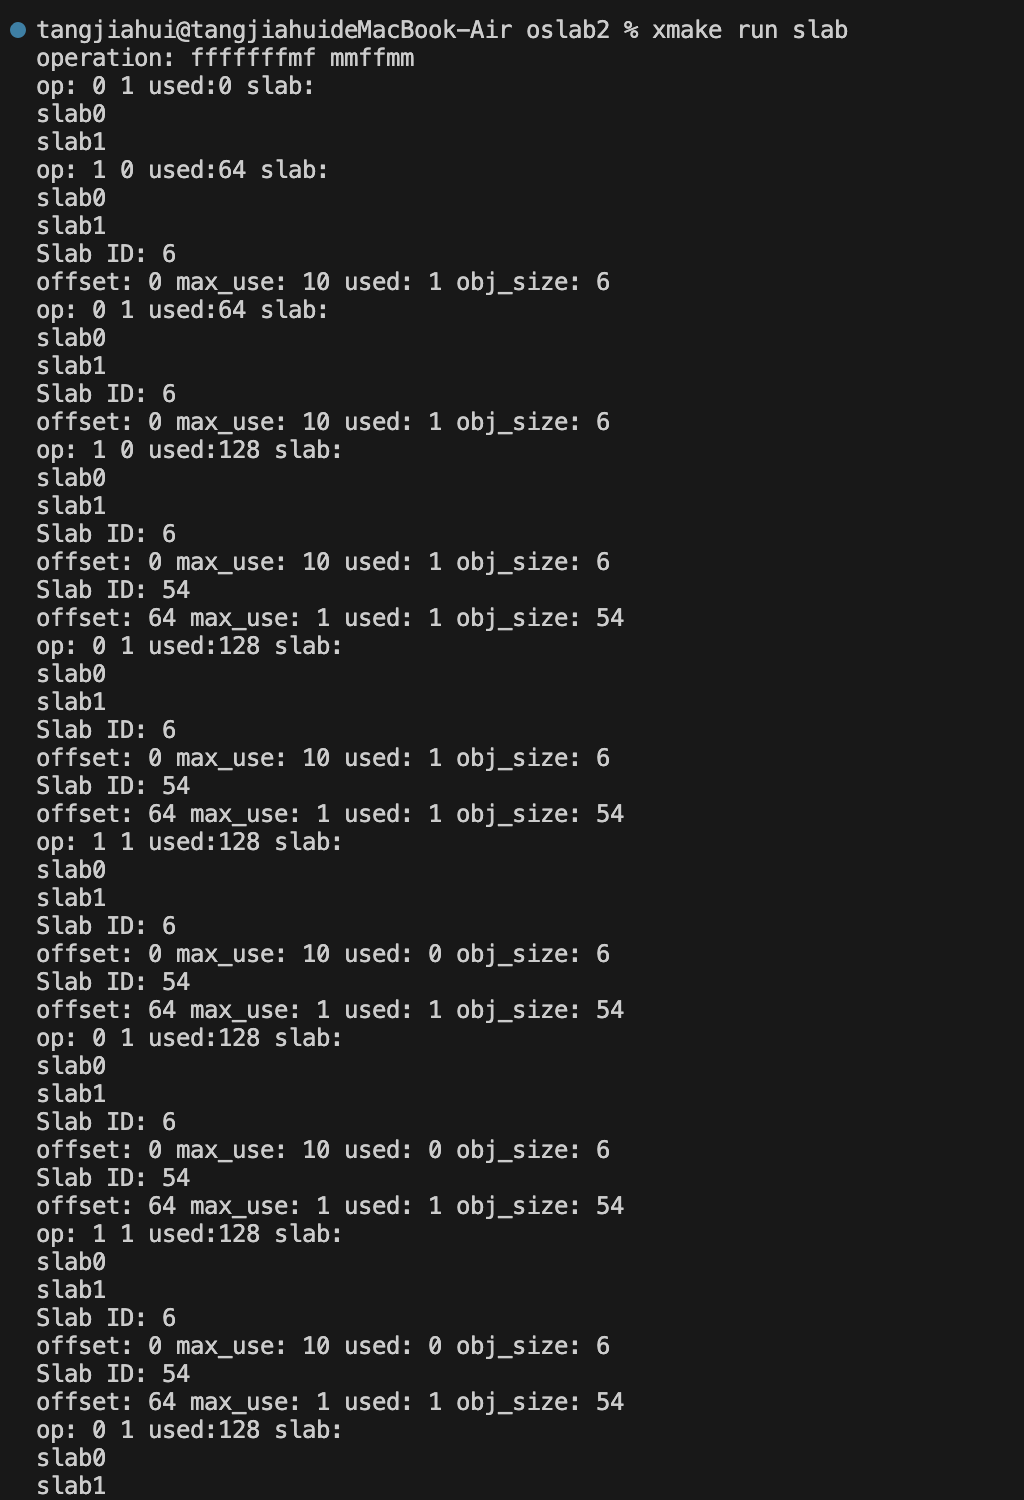 tangjiahui@tangjiahuideMacBook-Air oslab2 % xmake run slab
operation: fffffffmf mmffmm
op: 0 1 used:0 slab:
slab0
slab1
op: 1 0 used:64 slab:
slab0
slab1
Slab ID: 6
offset: 0 max_use: 10 used: 1 obj_size: 6
op: 0 1 used:64 slab:
slab0
slab1
Slab ID: 6
offset: 0 max_use: 10 used: 1 obj_size: 6
op: 1 0 used:128 slab:
slab0
slab1
Slab ID: 6
offset: 0 max_use: 10 used: 1 obj_size: 6
Slab ID: 54
offset: 64 max_use: 1 used: 1 obj_size: 54
op: 0 1 used:128 slab:
slab0
slab1
Slab ID: 6
offset: 0 max_use: 10 used: 1 obj_size: 6
Slab ID: 54
offset: 64 max_use: 1 used: 1 obj_size: 54
op: 1 1 used:128 slab:
slab0
slab1
Slab ID: 6
offset: 0 max_use: 10 used: 0 obj_size: 6
Slab ID: 54
offset: 64 max_use: 1 used: 1 obj_size: 54
op: 0 1 used:128 slab:
slab0
slab1
Slab ID: 6
offset: 0 max_use: 10 used: 0 obj_size: 6
Slab ID: 54
offset: 64 max_use: 1 used: 1 obj_size: 54
op: 1 1 used:128 slab:
slab0
slab1
Slab ID: 6
offset: 0 max_use: 10 used: 0 obj_size: 6
Slab ID: 54
offset: 64 max_use: 1 used: 1 obj_size: 54
op: 0 1 used:128 slab:
slab0
slab1